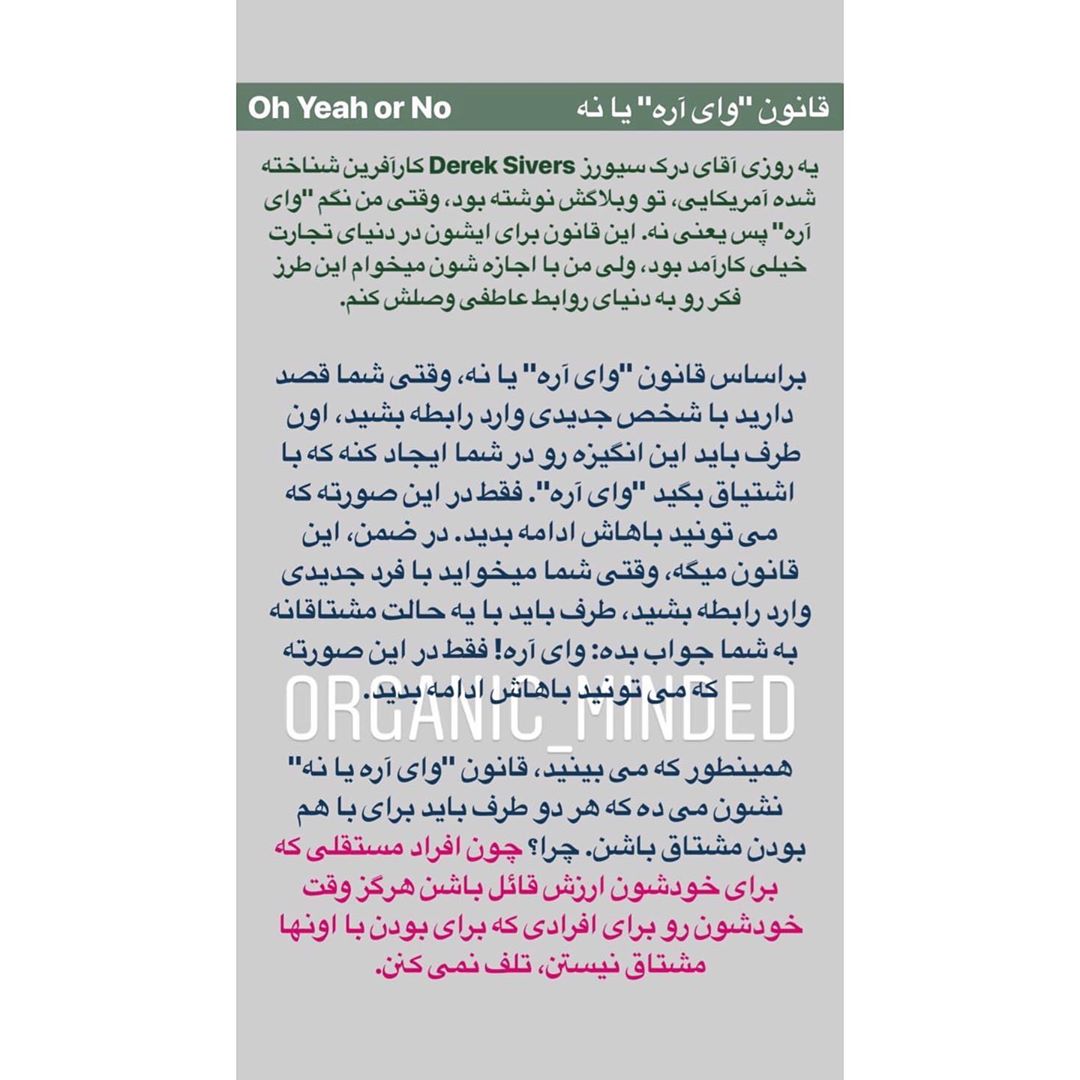 قانون "وای آره" یا نه Oh Yeah or No
یه روزی آقای درک سیورز Derek Sivers کارآفرین شناخته
شده آمریکایی، تو وبلاگش نوشته بود، وقتی من نگم "وای
آره" پس یعنی نه. این قانون برای ایشون در دنیای تجارت
خیلی کارآمد بود، ولی من با اجازه شون میخوام این طرز
فکر رو به دنیای روابط عاطفی وصلش کنم.
براساس قانون "وای آره" یا نه، وقتی شما قصد
دارید با شخص جدیدی وارد رابطه بشید، اون
طرف باید این انگیزه رو در شما ایجاد کنه که با
اشتیاق بگید "وای آره". فقط در این صورته که
می تونید باهاش ادامه بدید. در ضمن، این
قانون میگه، وقتی شما میخواید با فرد جدیدی
وارد رابطه بشید، طرف باید با یه حالت مشتاقانه
به شما جواب بده: وای آره! فقط در این صورته
که می تونید باهاش ادامه بدید.
ORGANIC_MINDED
همینطور که می بینید، قانون "وای آره یا نه"
نشون می ده که هر دو طرف باید برای با هم
بودن مشتاق باشن. چرا؟ چون افراد مستقلی که
برای خودشون ارزش قائل باشن هرگز وقت
خودشون رو برای افرادی که برای بودن با اونها
مشتاق نیستن، تلف نمی کنن.